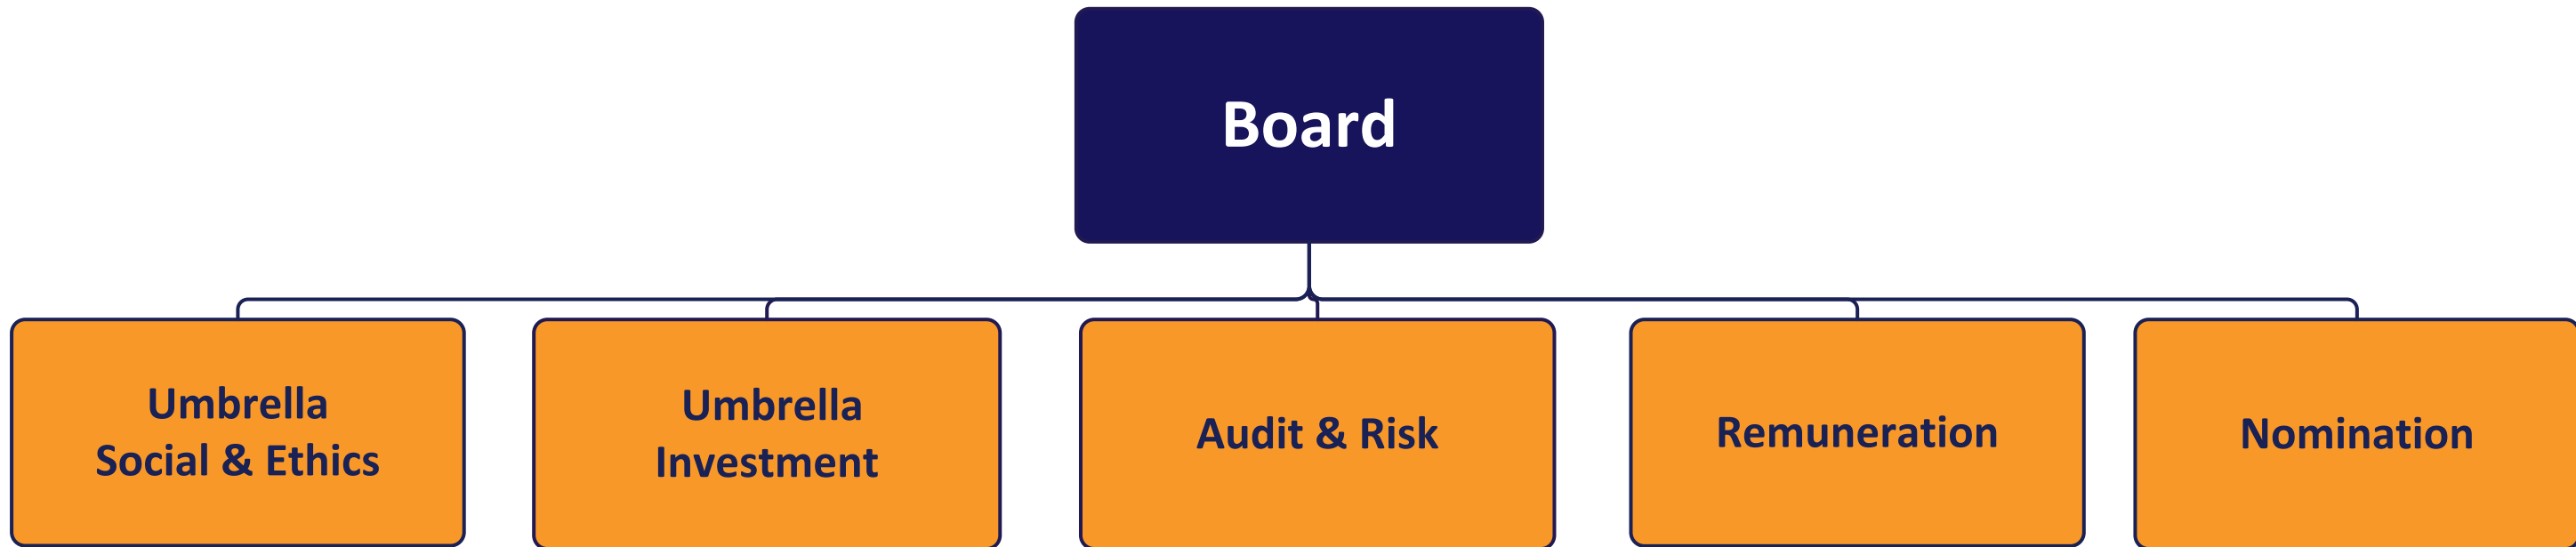 Board
Umbrella
Social & Ethics
Umbrella
Investment
Audit & Risk
Remuneration
Nomination